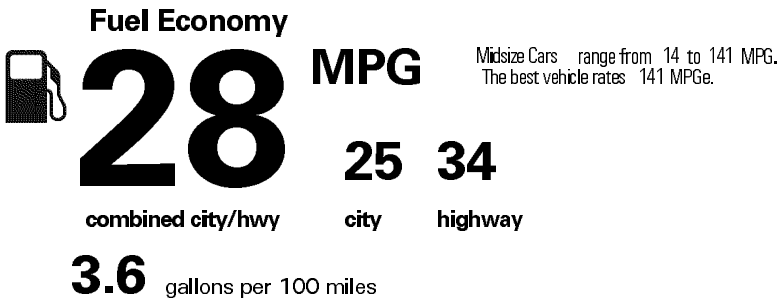 Fuel Economy
28 MPG
Midsize Cars range from 14 to 141 MPG.
The best vehicle rates 141 MPGe.
25 34
combined city/hwy city highway
3.6 gallons per 100 miles